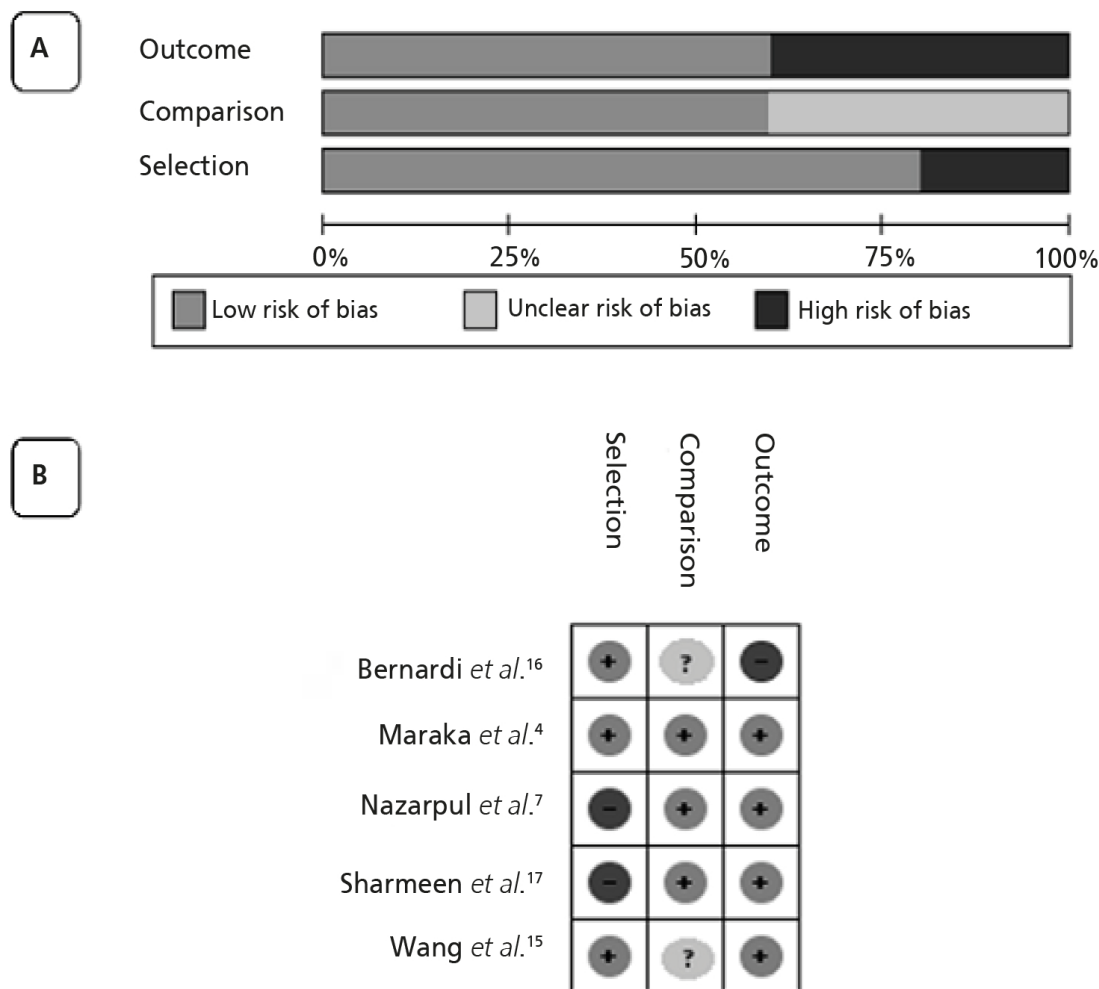 A
Outcome
Comparison
Selection
0% 25% 50% 75% 100%
Low risk of bias Unclear risk of bias High risk of bias
B
Selection Comparison Outcome
Bernardi et al.¹⁶ + ? −
Maraka et al.⁴ + + +
Nazarpul et al.⁷ − + +
Sharmeen et al.¹⁷ − + +
Wang et al.¹⁵ + ? +